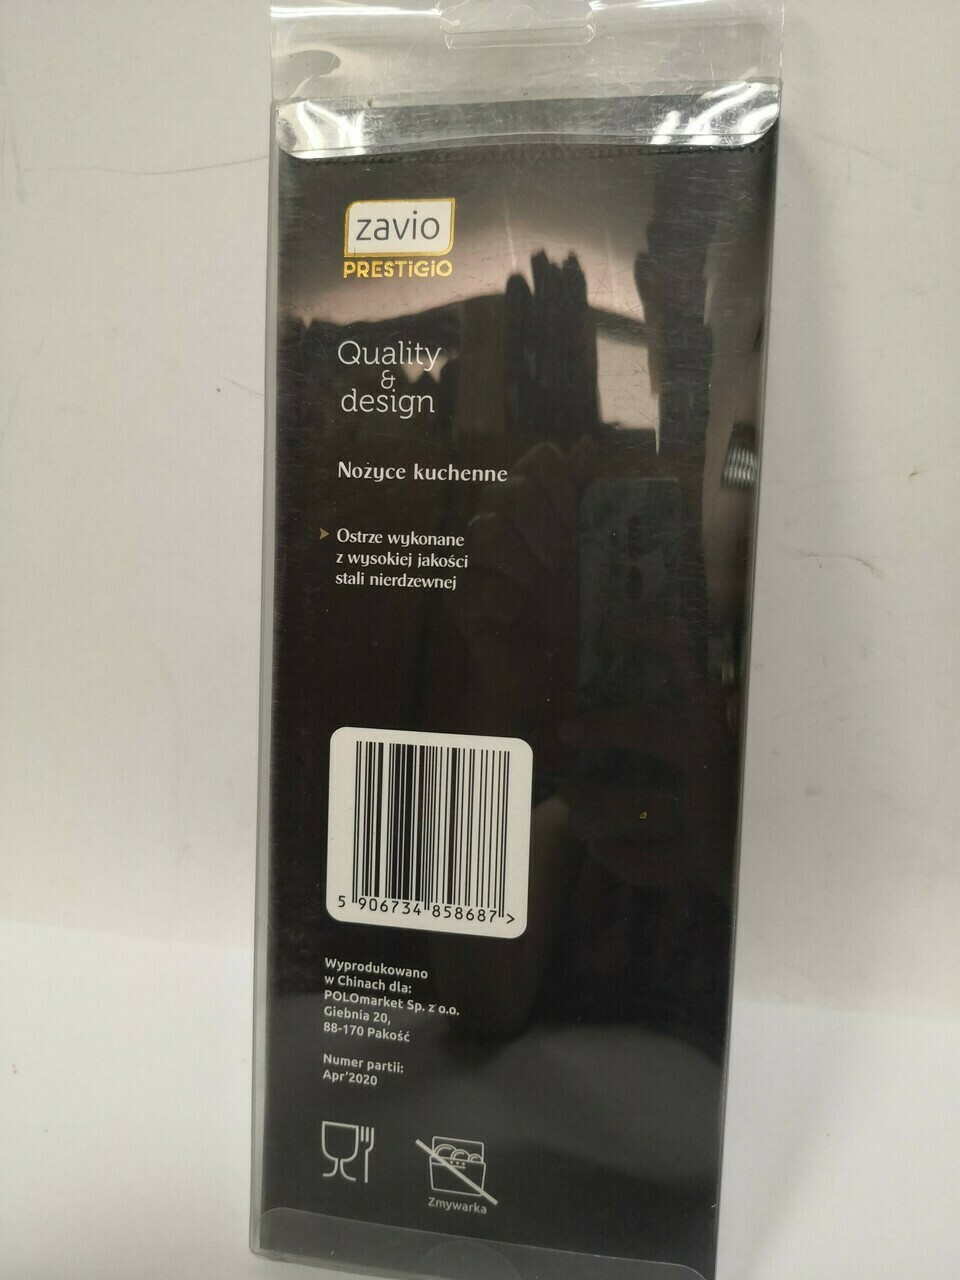 zavio
PRESTIGIO
Quality
&
design
Nożyce kuchenne
Ostrze wykonane
z wysokiej jakości
stali nierdzewnej
5 906734 858687 >
Wyprodukowano
w Chinach dla:
POLOmarket Sp. z o.o.
Giebnia 20,
88-170 Pakość
Numer partii:
Apr'2020
Zmywarka